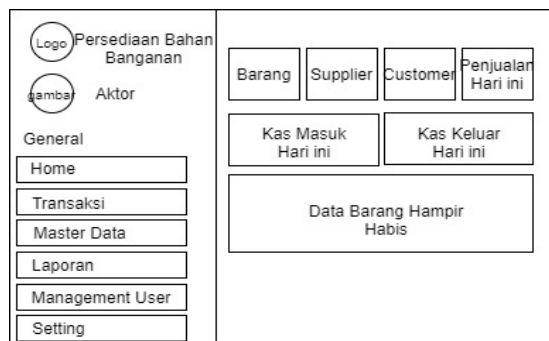 Logo
Persediaan Bahan
Banganan
gambar
Aktor
General
Home
Transaksi
Master Data
Laporan
Management User
Setting
Barang
Supplier
Customer
Penjualan
Hari ini
Kas Masuk
Hari ini
Kas Keluar
Hari ini
Data Barang Hampir
Habis